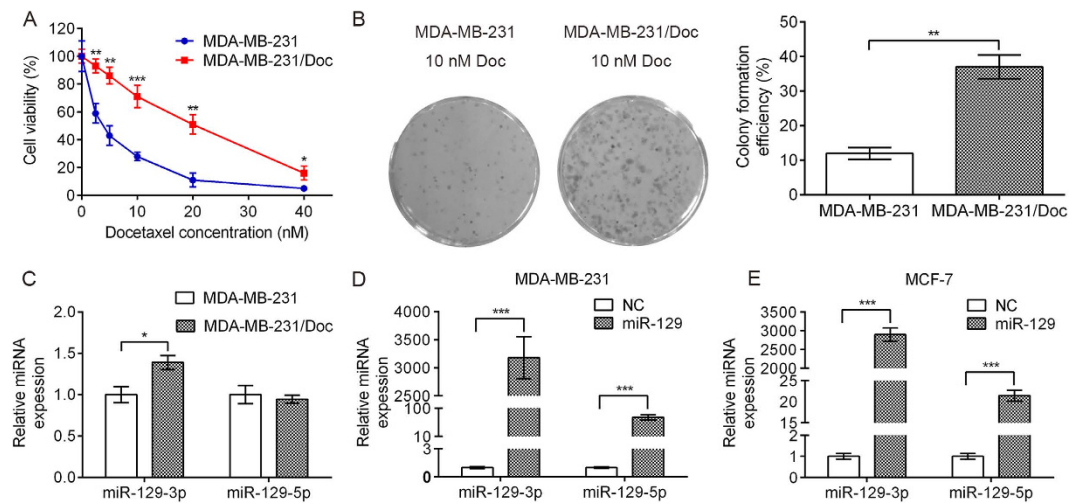 A
MDA-MB-231
MDA-MB-231/Doc
Cell viability (%)
120
100
80
60
40
20
0
** ** *** ** *
0 10 20 30 40
Docetaxel concentration (nM)
B
MDA-MB-231 MDA-MB-231/Doc
10 nM Doc 10 nM Doc
Colony formation
efficiency (%)
50
40
30
20
10
0
**
MDA-MB-231 MDA-MB-231/Doc
C
MDA-MB-231
MDA-MB-231/Doc
Relative miRNA
expession
2.0
1.5
1.0
0.5
0.0
*
miR-129-3p miR-129-5p
D
MDA-MB-231
NC
miR-129
Relative miRNA
expession
4000
3500
3000
100
10
3
0
***
***
miR-129-3p miR-129-5p
E
MCF-7
NC
miR-129
Relative miRNA
expession
3500
3000
2500
2000
25
20
15
2
1
0
***
***
miR-129-3p miR-129-5p